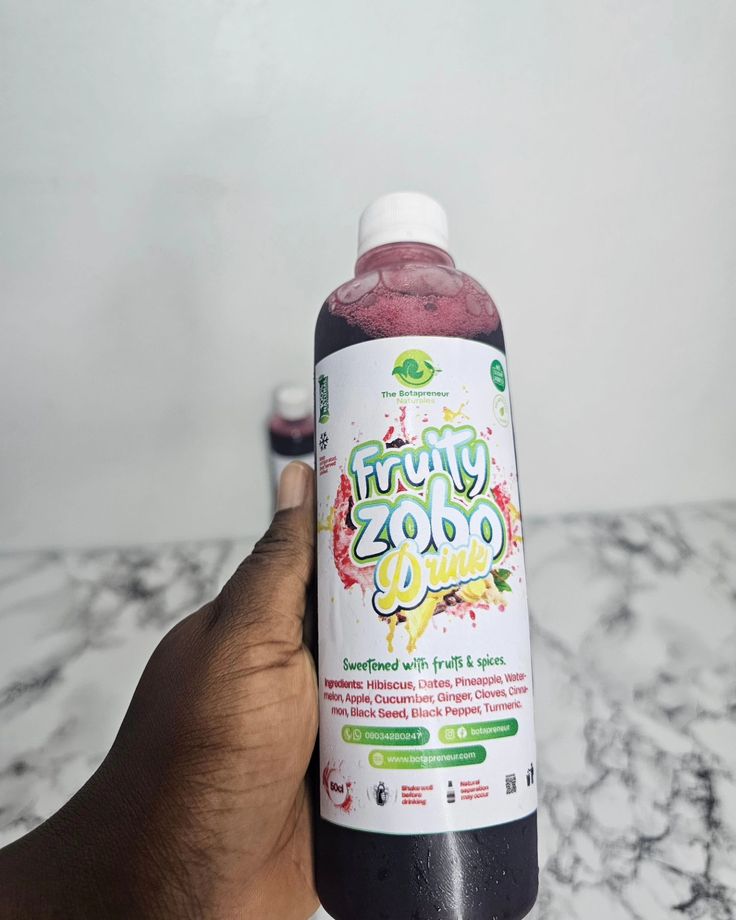 The Botapreneur
Naturales
Fruity
zobo
Drink
Sweetened with fruits & spices.
Ingredients: Hibiscus, Dates, Pineapple, Water-
melon, Apple, Cucumber, Ginger, Cloves, Cinna-
mon, Black Seed, Black Pepper, Turmeric.
09034280247
botapreneur
www.botapreneur.com
50cl
Shake well
before
drinking
Natural
separation
may occur